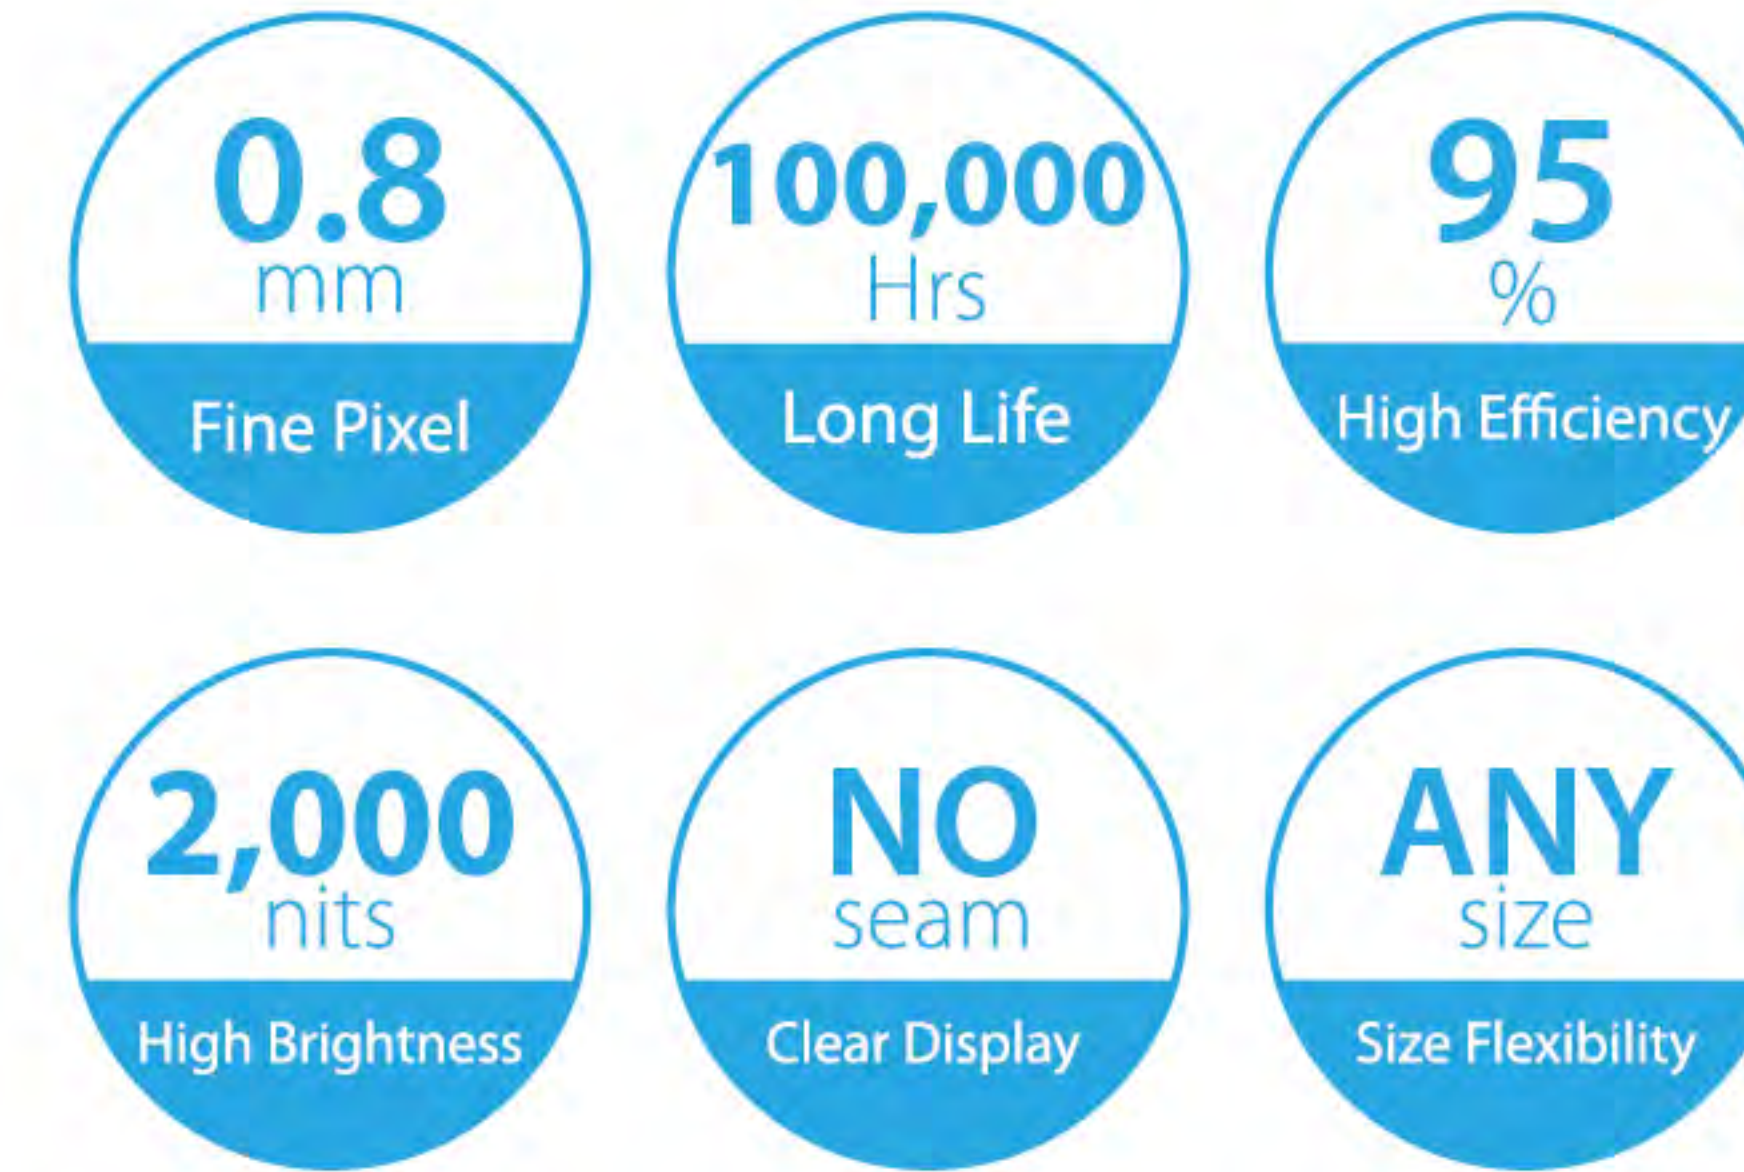 0.8
mm
Fine Pixel
100,000
Hrs
Long Life
95
%
High Efficiency
2,000
nits
High Brightness
NO
seam
Clear Display
ANY
size
Size Flexibility